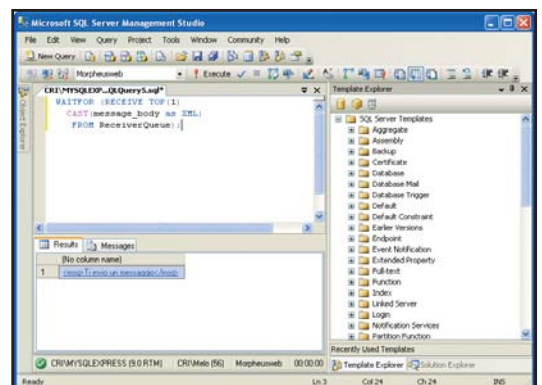 Microsoft SQL Server Management Studio
File Edit View Query Project Tools Window Community Help
New Query
Morpheusweb
Execute
CRI\MYSQLEXP...QLQuery5.sql*
Template Explorer
Object Explorer
WAITFOR (RECEIVE TOP(1)
CAST(message_body as XML)
FROM ReceiverQueue);
SQL Server Templates
Aggregate
Assembly
Backup
Certificate
Database
Database Mail
Database Trigger
Default
Default Constraint
Earlier Versions
Endpoint
Event Notification
Extended Property
Full-text
Function
Index
Linked Server
Login
Notification Services
Partition Function
Results Messages
(No column name)
1 <msg>Ti invio un messaggio</msg>
Recently Used Templates
CRI\MYSQLEXPRESS (9.0 RTM) CRI\Melo (56) Morpheusweb 00:00:00
Template Explorer Solution Explorer
Ready Ln 3 Col 24 Ch 24 INS